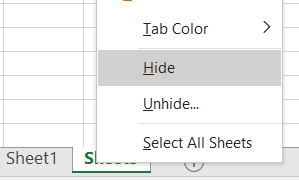 Tab Color
Hide
Unhide...
Select All Sheets
Sheet1